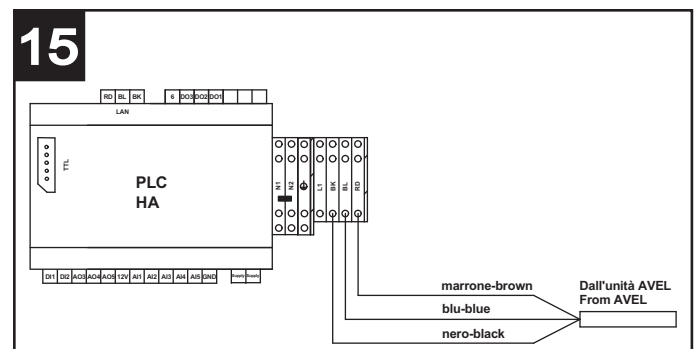 15
RD BL BK 6 DO3 DO2 DO1
LAN
TTL
PLC
HA
N1 N2 L1 BK BL RD
DI1 DI2 AO3 AO4 AO5 12V AI1 AI2 AI3 AI4 AI5 GND Supply Supply
marrone-brown
blu-blue
nero-black
Dall'unità AVEL
From AVEL